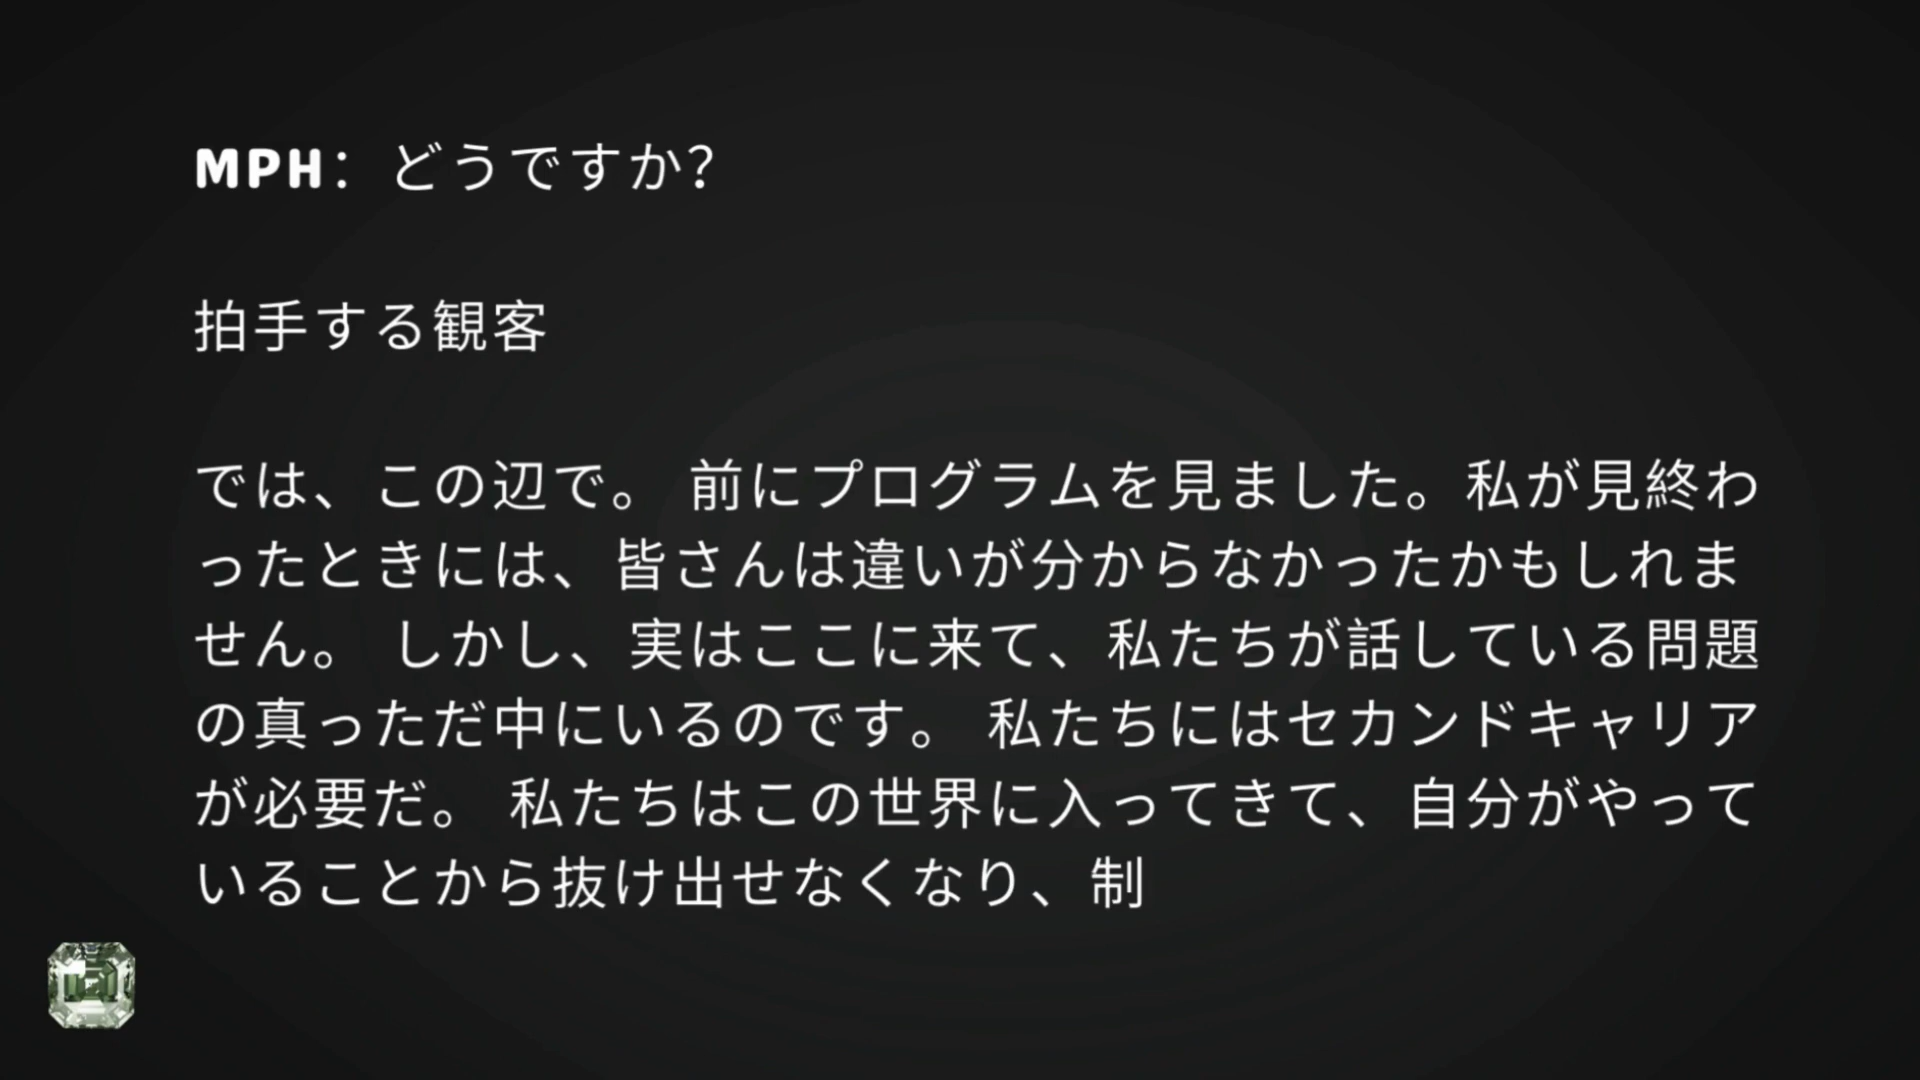 MPH：どうですか?
拍手する観客
では、この辺で。 前にプログラムを見ました。私が見終わ
ったときには、皆さんは違いが分からなかったかもしれま
せん。 しかし、実はここに来て、私たちが話している問題
の真っただ中にいるのです。 私たちにはセカンドキャリア
が必要だ。 私たちはこの世界に入ってきて、自分がやって
いることから抜け出せなくなり、制